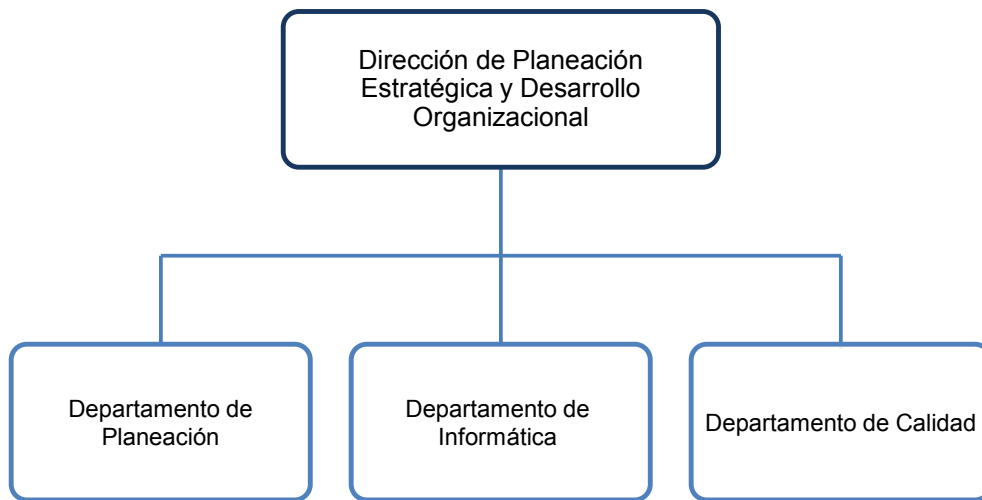 Dirección de Planeación
Estratégica y Desarrollo
Organizacional
Departamento de
Planeación
Departamento de
Informática
Departamento de Calidad